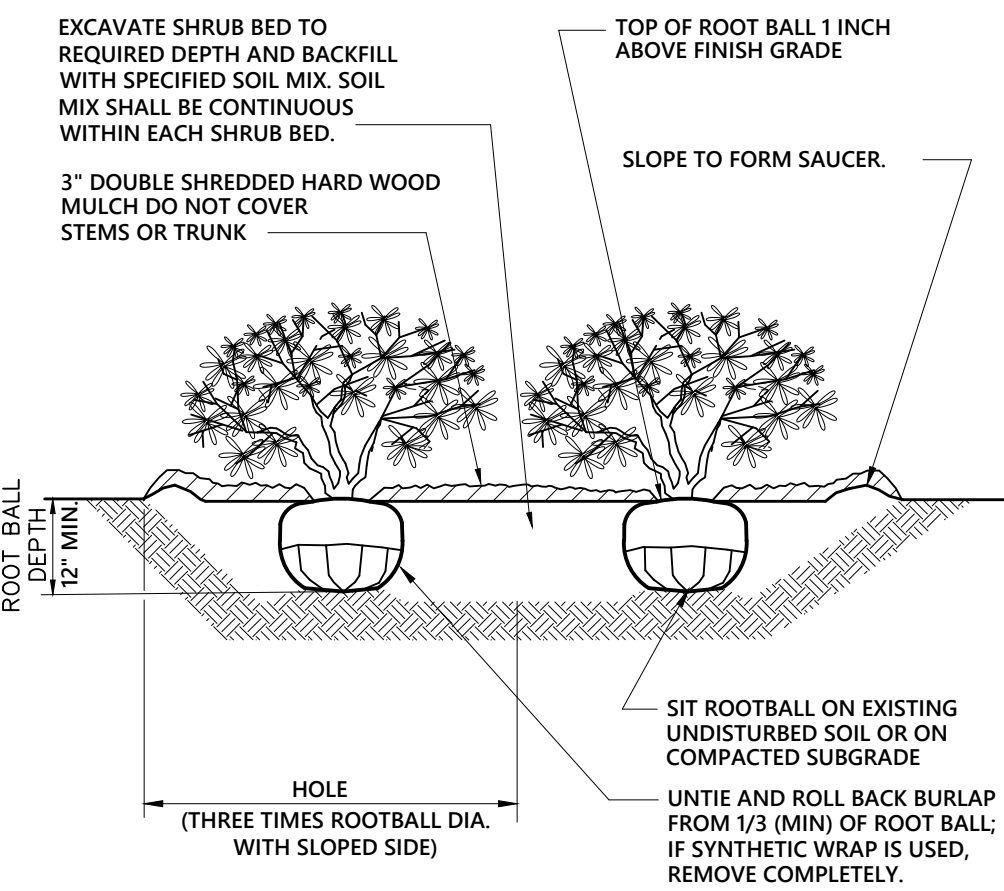 EXCAVATE SHRUB BED TO
REQUIRED DEPTH AND BACKFILL
WITH SPECIFIED SOIL MIX. SOIL
MIX SHALL BE CONTINUOUS
WITHIN EACH SHRUB BED.
3" DOUBLE SHREDDED HARD WOOD
MULCH DO NOT COVER
STEMS OR TRUNK
TOP OF ROOT BALL 1 INCH
ABOVE FINISH GRADE
SLOPE TO FORM SAUCER.
ROOT BALL
DEPTH
12" MIN.
HOLE
(THREE TIMES ROOTBALL DIA.
WITH SLOPED SIDE)
SIT ROOTBALL ON EXISTING
UNDISTURBED SOIL OR ON
COMPACTED SUBGRADE
UNTIE AND ROLL BACK BURLAP
FROM 1/3 (MIN) OF ROOT BALL;
IF SYNTHETIC WRAP IS USED,
REMOVE COMPLETELY.